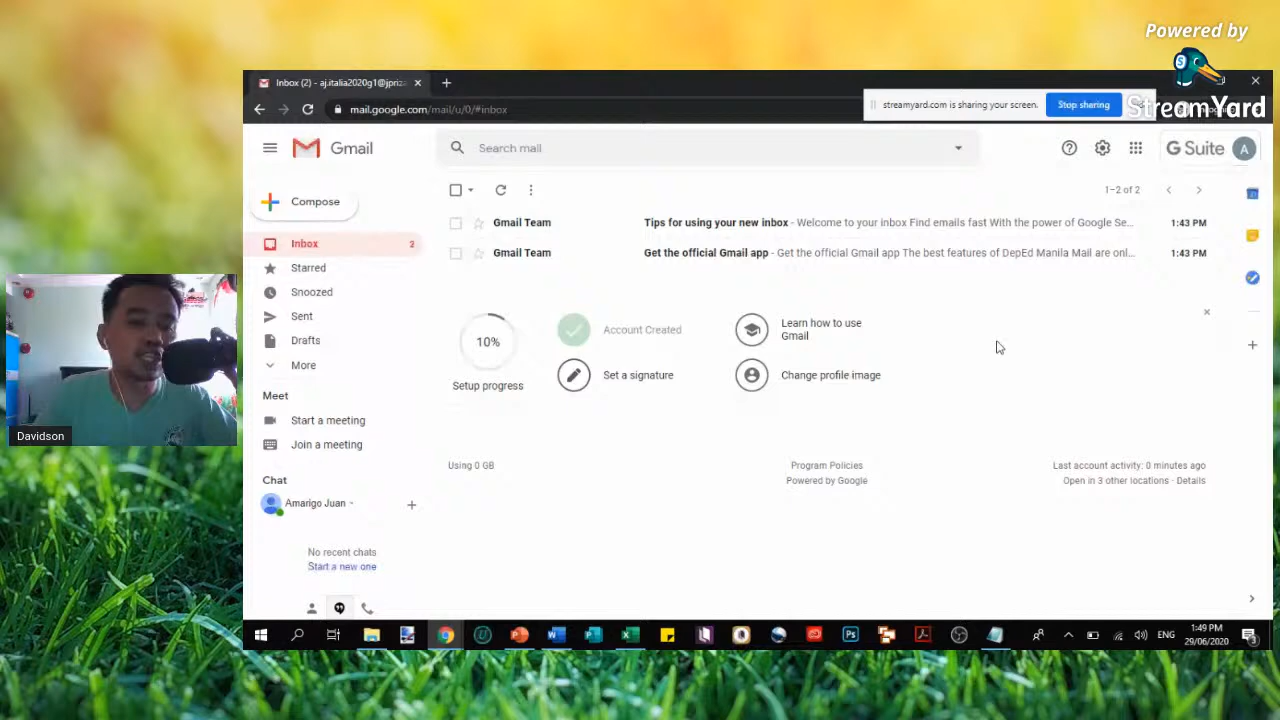 Powered by
StreamYard
Inbox (2) - aj.italia2020g1@jpriza
mail.google.com/mail/u/0/#inbox
streamyard.com is sharing your screen.
Stop sharing
Gmail
Search mail
G Suite
A
Compose
1–2 of 2
Inbox
2
Gmail Team
Tips for using your new inbox - Welcome to your inbox Find emails fast With the power of Google Se...
1:43 PM
Gmail Team
Get the official Gmail app - Get the official Gmail app The best features of DepEd Manila Mail are onl...
1:43 PM
Starred
Snoozed
Sent
Drafts
More
10%
Setup progress
Account Created
Set a signature
Learn how to use
Gmail
Change profile image
Meet
Start a meeting
Join a meeting
Using 0 GB
Program Policies
Powered by Google
Last account activity: 0 minutes ago
Open in 3 other locations · Details
Chat
Amarigo Juan
No recent chats
Start a new one
Davidson
ENG
1:49 PM
29/06/2020
3